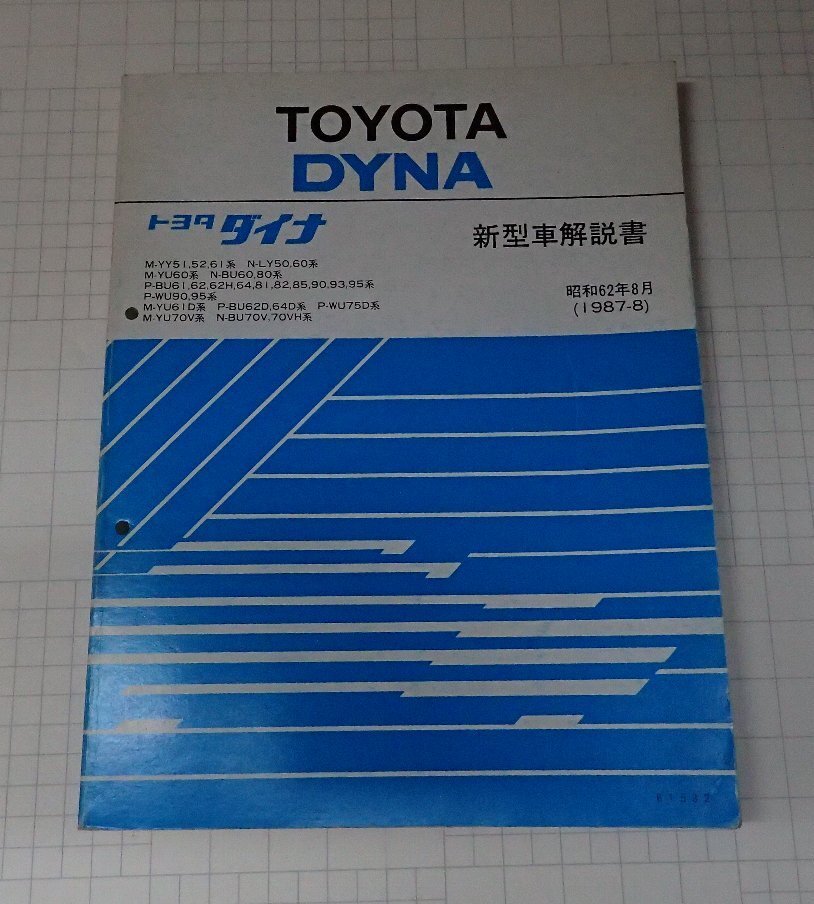 TOYOTA
DYNA
トヨタ ダイナ
新型車解説書
M-YY51,52,61系 N-LY50,60系
M-YU60系 N-BU60,80系
P-BU61,62,62H,64,81,82,85,90,93,95系
P-WU90,95系
M-YU61D系 P-BU62D,64D系 P-WU75D系
M-YU70V系 N-BU70V,70VH系
昭和62年8月
(1987-8)